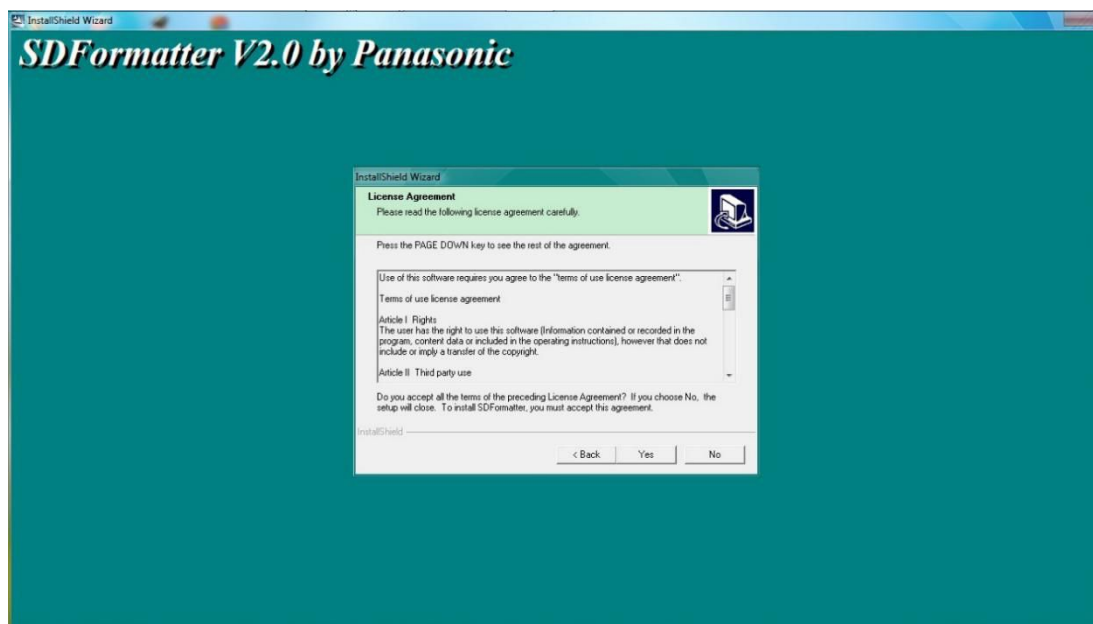 InstallShield Wizard
SDFormatter V2.0 by Panasonic
InstallShield Wizard
License Agreement
Please read the following license agreement carefully.
Press the PAGE DOWN key to see the rest of the agreement.
Use of this software requires you agree to the "terms of use license agreement".
Terms of use license agreement
Article I Rights
The user has the right to use this software (Information contained or recorded in the
program, content data or included in the operating instructions), however that does not
include or imply a transfer of the copyright.
Article II Third party use
Do you accept all the terms of the preceding License Agreement? If you choose No, the
setup will close. To install SDFormatter, you must accept this agreement.
InstallShield
< Back Yes No